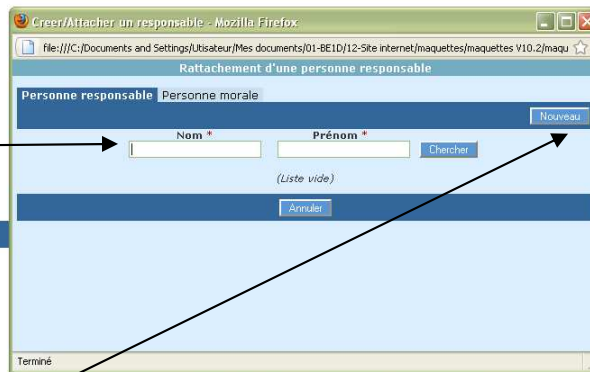 Creer/Attacher un responsable - Mozilla Firefox
file:///C:/Documents and Settings/Utisateur/Mes documents/01-BE1D/12-Site internet/maquettes/maquettes V10.2/maqu
Rattachement d'une personne responsable
Personne responsable Personne morale
Nouveau
Nom * Prénom *
Chercher
(Liste vide)
Annuler
Terminé